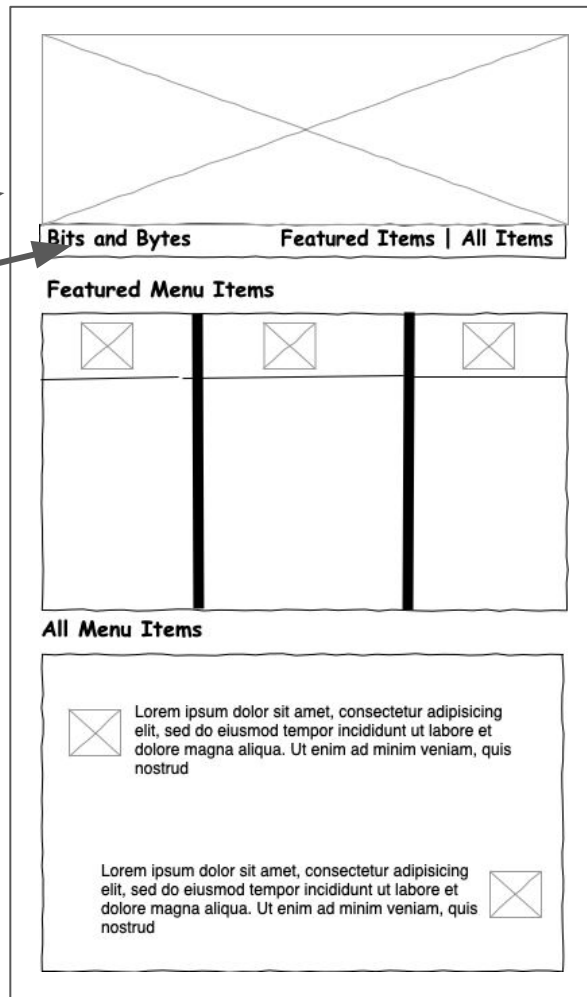 Bits and Bytes Featured Items | All Items
Featured Menu Items
All Menu Items
Lorem ipsum dolor sit amet, consectetur adipisicing
elit, sed do eiusmod tempor incididunt ut labore et
dolore magna aliqua. Ut enim ad minim veniam, quis
nostrud
Lorem ipsum dolor sit amet, consectetur adipisicing
elit, sed do eiusmod tempor incididunt ut labore et
dolore magna aliqua. Ut enim ad minim veniam, quis
nostrud